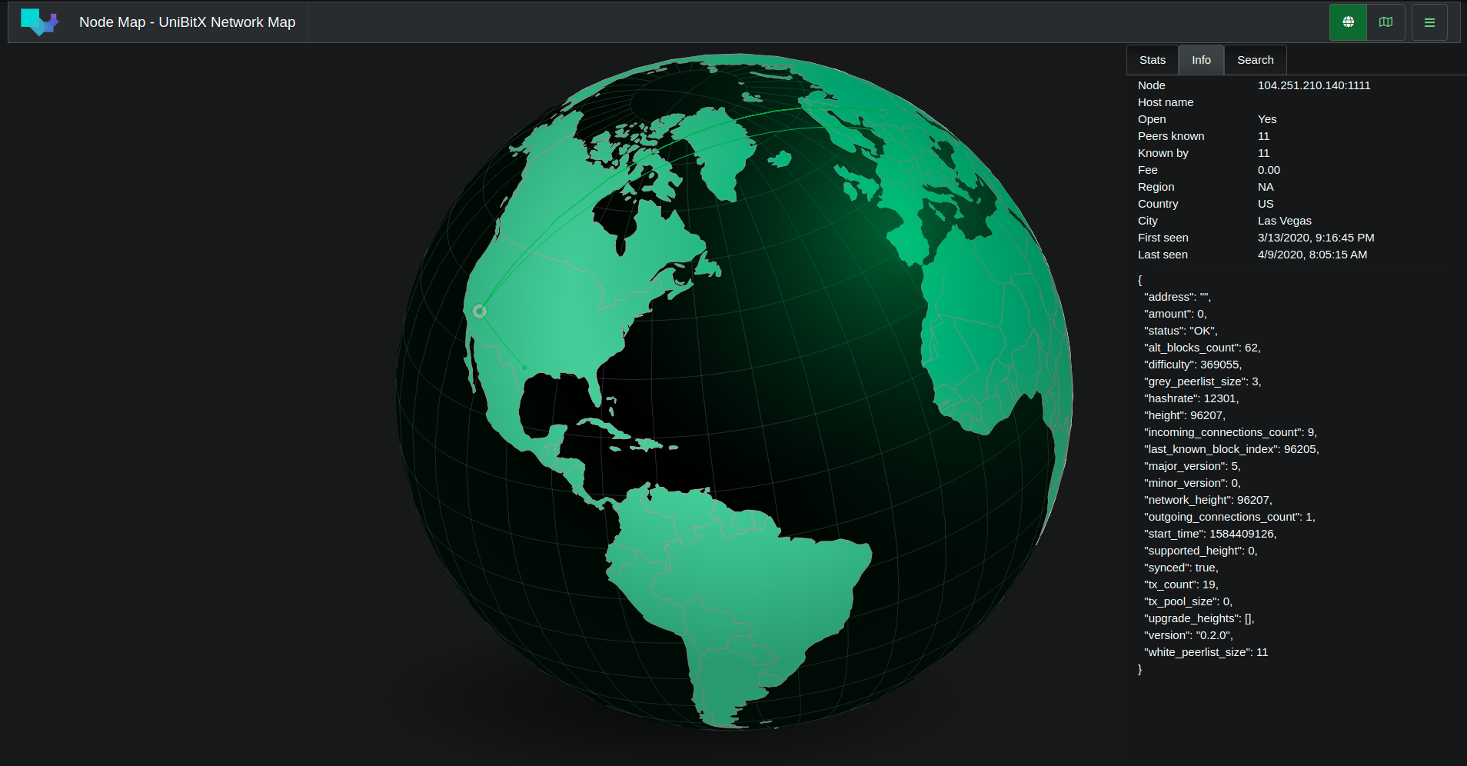 Node Map - UniBitX Network Map
Stats Info Search
Node 104.251.210.140:1111
Host name
Open Yes
Peers known 11
Known by 11
Fee 0.00
Region NA
Country US
City Las Vegas
First seen 3/13/2020, 9:16:45 PM
Last seen 4/9/2020, 8:05:15 AM
{
"address": "",
"amount": 0,
"status": "OK",
"alt_blocks_count": 62,
"difficulty": 369055,
"grey_peerlist_size": 3,
"hashrate": 12301,
"height": 96207,
"incoming_connections_count": 9,
"last_known_block_index": 96205,
"major_version": 5,
"minor_version": 0,
"network_height": 96207,
"outgoing_connections_count": 1,
"start_time": 1584409126,
"supported_height": 0,
"synced": true,
"tx_count": 19,
"tx_pool_size": 0,
"upgrade_heights": [],
"version": "0.2.0",
"white_peerlist_size": 11
}